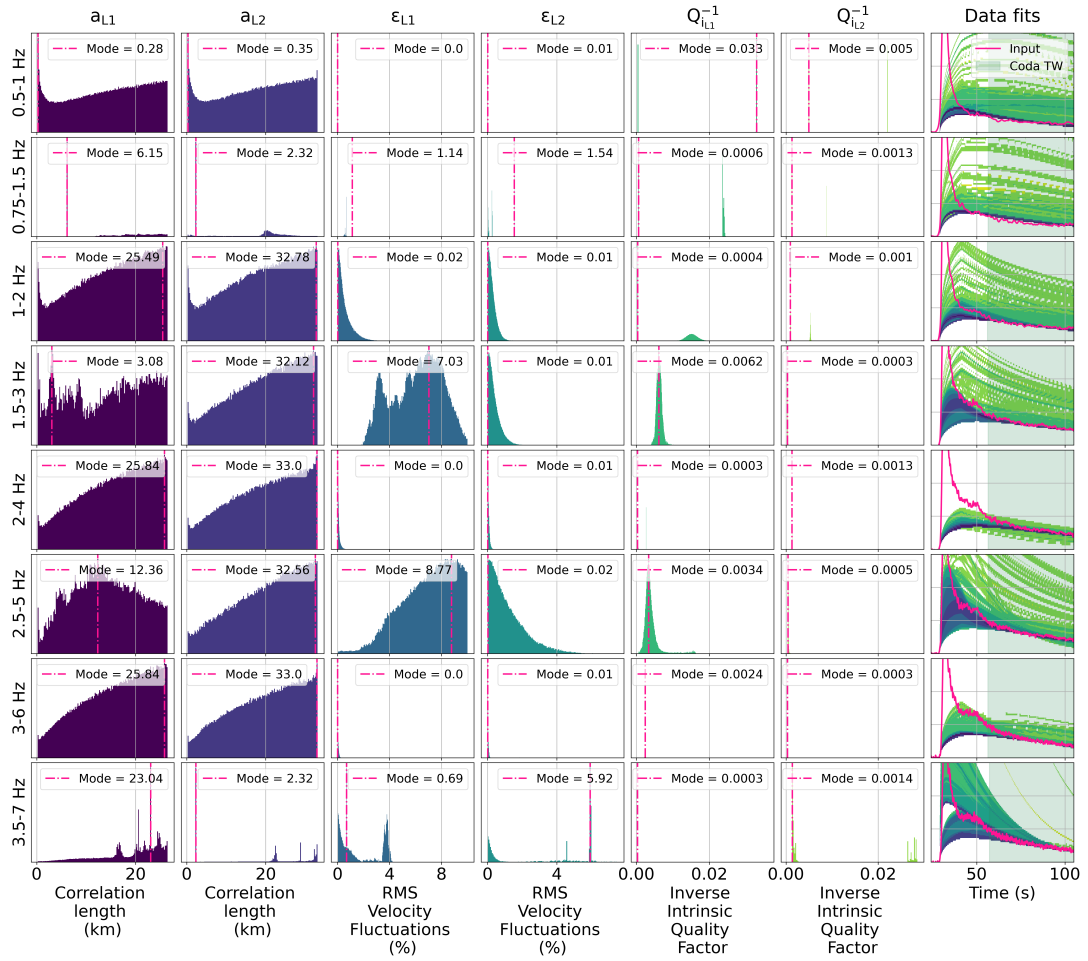 a_L1 a_L2 ε_L1 ε_L2 Q_i_L1^-1 Q_i_L2^-1 Data fits
0.5-1 Hz
Mode = 0.28 Mode = 0.35 Mode = 0.0 Mode = 0.01 Mode = 0.033 Mode = 0.005 Input
Coda TW
0.75-1.5 Hz
Mode = 6.15 Mode = 2.32 Mode = 1.14 Mode = 1.54 Mode = 0.0006 Mode = 0.0013
1-2 Hz
Mode = 25.49 Mode = 32.78 Mode = 0.02 Mode = 0.01 Mode = 0.0004 Mode = 0.001
1.5-3 Hz
Mode = 3.08 Mode = 32.12 Mode = 7.03 Mode = 0.01 Mode = 0.0062 Mode = 0.0003
2-4 Hz
Mode = 25.84 Mode = 33.0 Mode = 0.0 Mode = 0.01 Mode = 0.0003 Mode = 0.0013
2.5-5 Hz
Mode = 12.36 Mode = 32.56 Mode = 8.77 Mode = 0.02 Mode = 0.0034 Mode = 0.0005
3-6 Hz
Mode = 25.84 Mode = 33.0 Mode = 0.0 Mode = 0.01 Mode = 0.0024 Mode = 0.0003
3.5-7 Hz
Mode = 23.04 Mode = 2.32 Mode = 0.69 Mode = 5.92 Mode = 0.0003 Mode = 0.0014
0 20 0 20 0 4 8 0 4 0.00 0.02 0.00 0.02 50 100
Correlation
length
(km)
Correlation
length
(km)
RMS
Velocity
Fluctuations
(%)
RMS
Velocity
Fluctuations
(%)
Inverse
Intrinsic
Quality
Factor
Inverse
Intrinsic
Quality
Factor
Time (s)